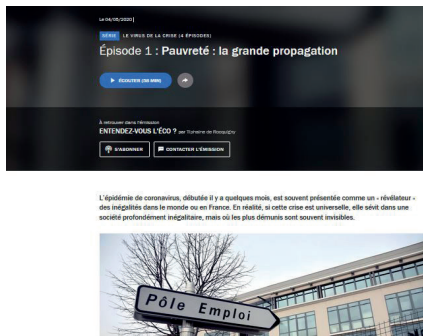 Le 04/05/2020
SÉRIE LE VIRUS DE LA CRISE (4 ÉPISODES)
Épisode 1 : Pauvreté : la grande propagation
ÉCOUTER (58 MIN)
À retrouver dans l'émission
ENTENDEZ-VOUS L'ÉCO ? par Tiphaine de Rocquigny
S'ABONNER CONTACTER L'ÉMISSION
L'épidémie de coronavirus, débutée il y a quelques mois, est souvent présentée comme un « révélateur »
des inégalités dans le monde ou en France. En réalité, si cette crise est universelle, elle sévit dans une
société profondément inégalitaire, mais où les plus démunis sont souvent invisibles.
Pôle Emploi